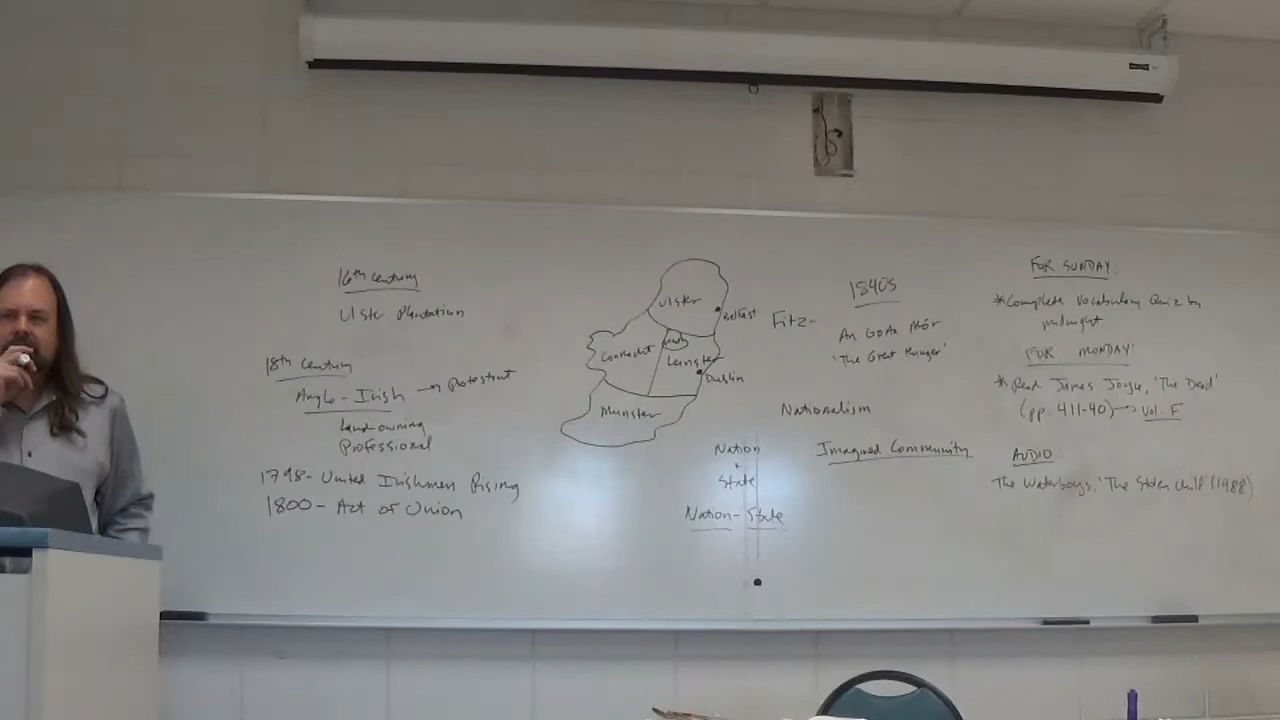 16th century
Ulster Plantation
18th century
Anglo-Irish → Protestant
Landowning
Professional
1798- United Irishmen Rising
1800- Act of Union
Ulster
Belfast
Connacht
Leinster
Dublin
Munster
Fitz-
1840s
An Gorta Mór
'The Great Hunger'
Nationalism
Imagined Community
Nation
+
State
Nation-State
FOR SUNDAY:
*Complete Vocabulary Quiz by
midnight
FOR MONDAY:
*Read James Joyce, 'The Dead'
(pp. 411-40) → Vol. F
AUDIO
The Waterboys, 'The Stolen Child' (1988)